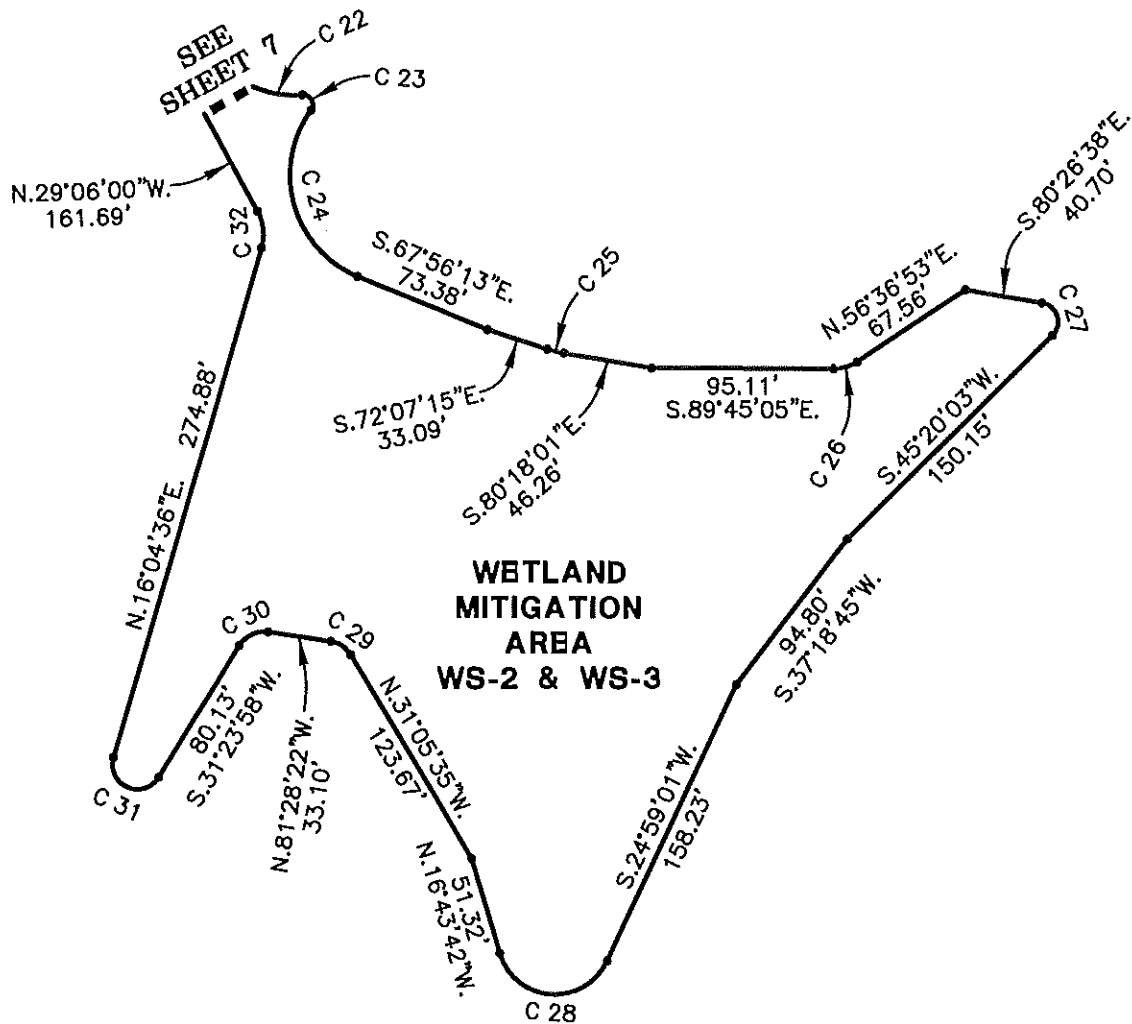 SEE
SHEET 7
C 22
C 23
N.29°06'00"W.
161.69'
C 32
C 24
S.67°56'13"E.
73.38'
C 25
S.72°07'15"E.
33.09'
S.80°18'01"E.
46.26'
95.11'
S.89°45'05"E.
C 26
N.56°36'53"E.
67.56'
S.80°26'38"E.
40.70'
C 27
S.45°20'03"W.
150.15'
94.80'
S.37°18'45"W.
S.24°59'01"W.
158.23'
WETLAND
MITIGATION
AREA
WS-2 & WS-3
N.16°04'36"E. 274.88'
C 30
C 29
80.13'
S.31°23'58"W.
N.81°28'22"W.
33.10'
N.31°05'35"W.
123.67'
C 31
51.32'
N.16°43'42"W.
C 28